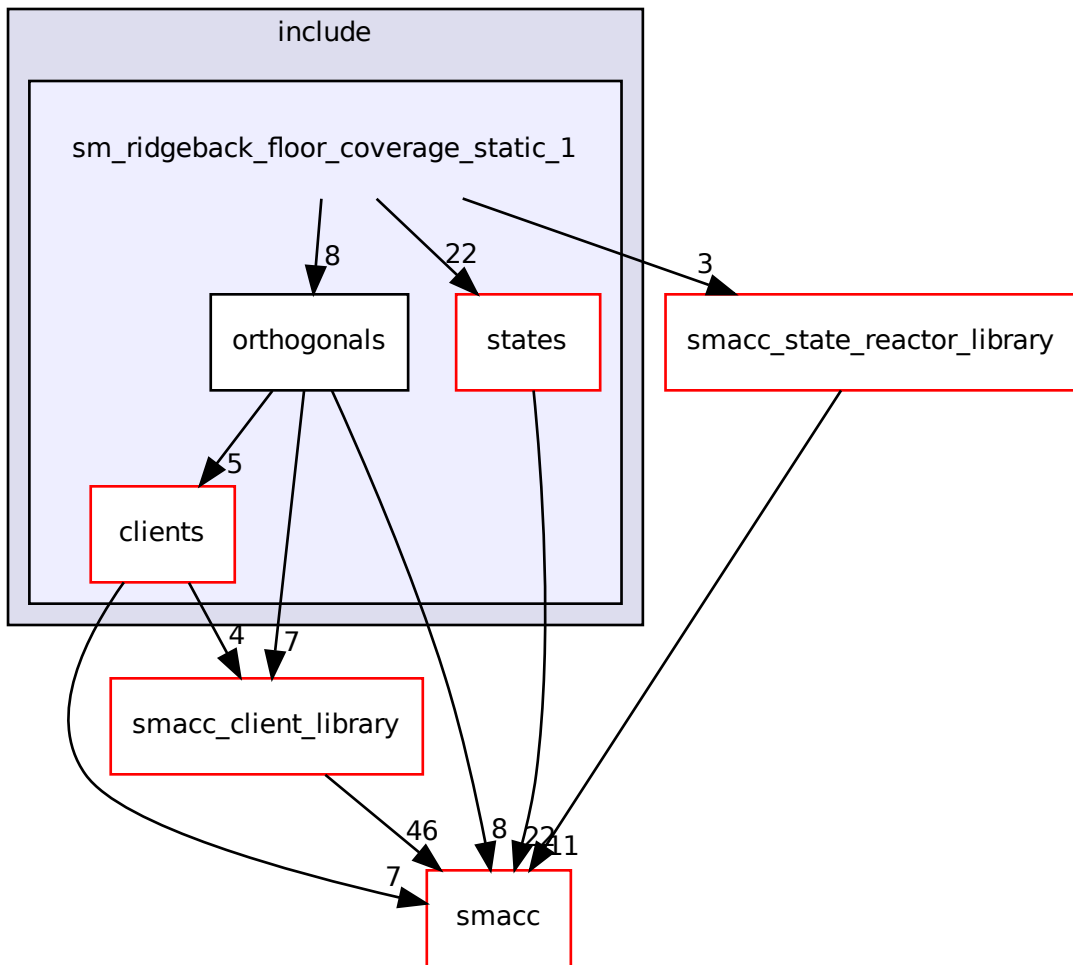 include
sm_ridgeback_floor_coverage_static_1
8
22
3
orthogonals
states
smacc_state_reactor_library
5
clients
4
7
smacc_client_library
46
8
22
11
7
smacc